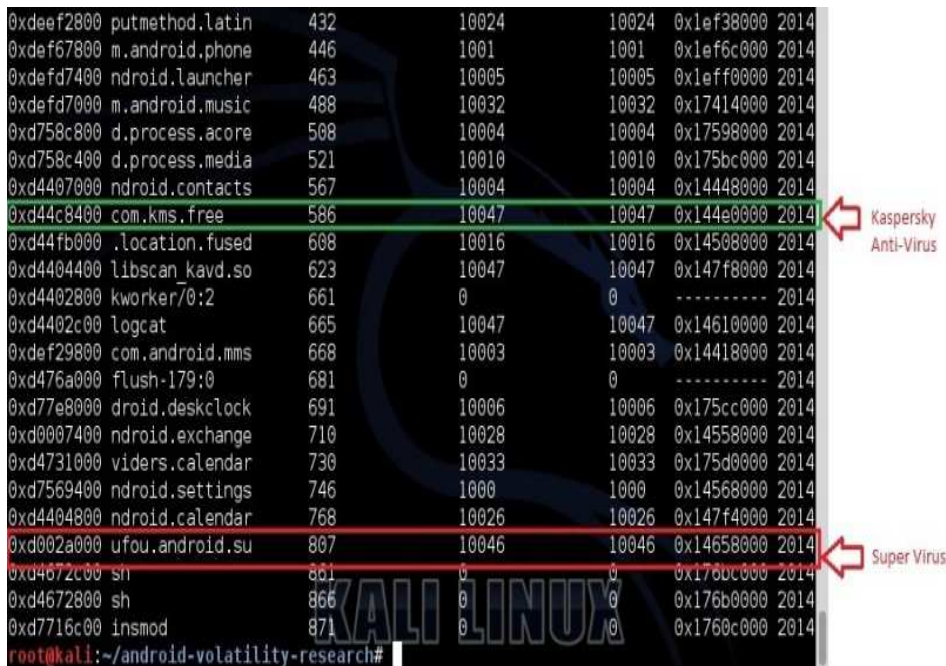 0xdeef2800 putmethod.latin 432 10024 10024 0x1ef38000 2014
0xdef67800 m.android.phone 446 1001 1001 0x1ef6c000 2014
0xdefd7400 ndroid.launcher 463 10005 10005 0x1eff0000 2014
0xdefd7000 m.android.music 488 10032 10032 0x17414000 2014
0xd758c800 d.process.acore 508 10004 10004 0x17598000 2014
0xd758c400 d.process.media 521 10010 10010 0x175bc000 2014
0xd4407000 ndroid.contacts 567 10004 10004 0x14448000 2014
0xd44c8400 com.kms.free 586 10047 10047 0x144e0000 2014
Kaspersky
Anti-Virus
0xd44fb000 .location.fused 608 10016 10016 0x14508000 2014
0xd4404400 libscan_kavd.so 623 10047 10047 0x147f8000 2014
0xd4402800 kworker/0:2 661 0 0 ---------- 2014
0xd4402c00 logcat 665 10047 10047 0x14610000 2014
0xdef29800 com.android.mms 668 10003 10003 0x14418000 2014
0xd476a000 flush-179:0 681 0 0 ---------- 2014
0xd77e8000 droid.deskclock 691 10006 10006 0x175cc000 2014
0xd0007400 ndroid.exchange 710 10028 10028 0x14558000 2014
0xd4731000 viders.calendar 730 10033 10033 0x175d0000 2014
0xd7569400 ndroid.settings 746 1000 1000 0x14568000 2014
0xd4404800 ndroid.calendar 768 10026 10026 0x147f4000 2014
0xd002a000 ufou.android.su 807 10046 10046 0x14658000 2014
Super Virus
0xd4672c00 sh 861 0 0 0x176bc000 2014
0xd4672800 sh 866 0 0 0x176b0000 2014
0xd7716c00 insmod 871 0 0 0x1760c000 2014
KALI LINUX
root@kali:~/android-volatility-research#